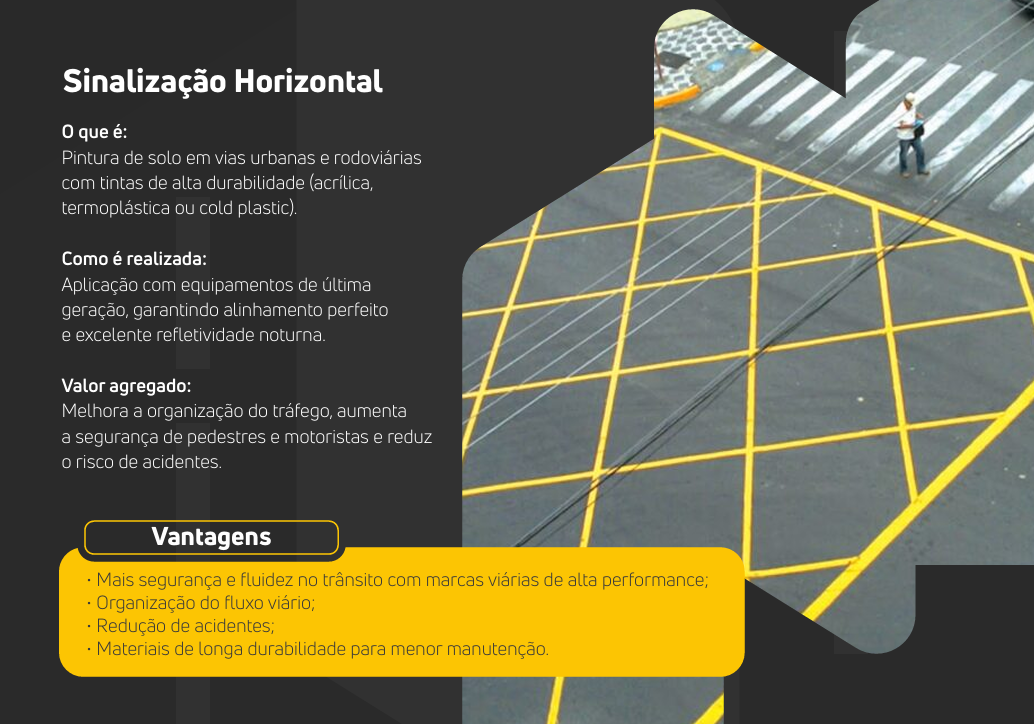 Sinalização Horizontal
O que é:
Pintura de solo em vias urbanas e rodoviárias
com tintas de alta durabilidade (acrílica,
termoplástica ou cold plastic).
Como é realizada:
Aplicação com equipamentos de última
geração, garantindo alinhamento perfeito
e excelente refletividade noturna.
Valor agregado:
Melhora a organização do tráfego, aumenta
a segurança de pedestres e motoristas e reduz
o risco de acidentes.
Vantagens
• Mais segurança e fluidez no trânsito com marcas viárias de alta performance;
• Organização do fluxo viário;
• Redução de acidentes;
• Materiais de longa durabilidade para menor manutenção.